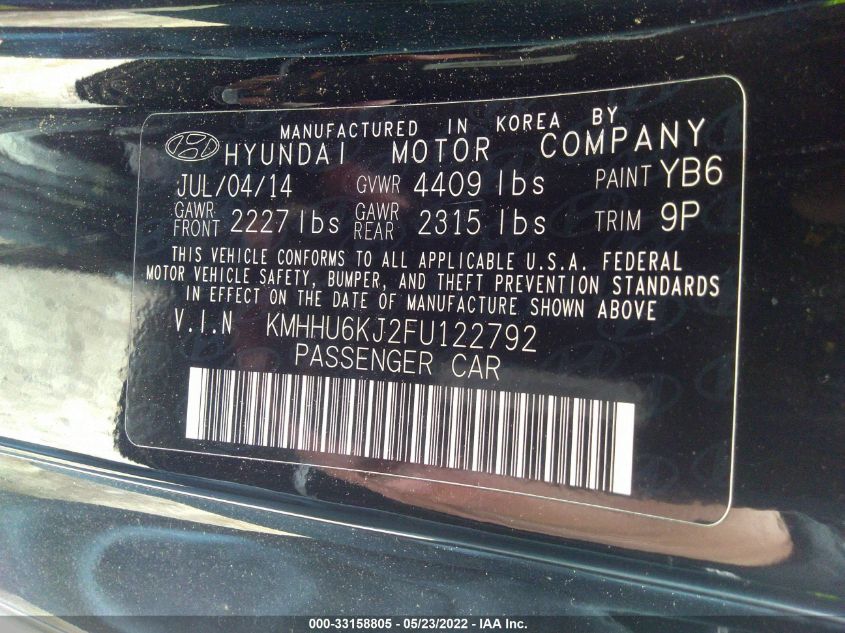 MANUFACTURED IN KOREA BY
HYUNDAI MOTOR COMPANY
JUL/04/14 GVWR 4409 lbs PAINT YB6
GAWR FRONT 2227 lbs GAWR REAR 2315 lbs TRIM 9P
THIS VEHICLE CONFORMS TO ALL APPLICABLE U.S.A. FEDERAL
MOTOR VEHICLE SAFETY, BUMPER, AND THEFT PREVENTION STANDARDS
IN EFFECT ON THE DATE OF MANUFACTURE SHOWN ABOVE
V.I.N KMHHU6KJ2FU122792
PASSENGER CAR
000-33158805 - 05/23/2022 - IAA Inc.